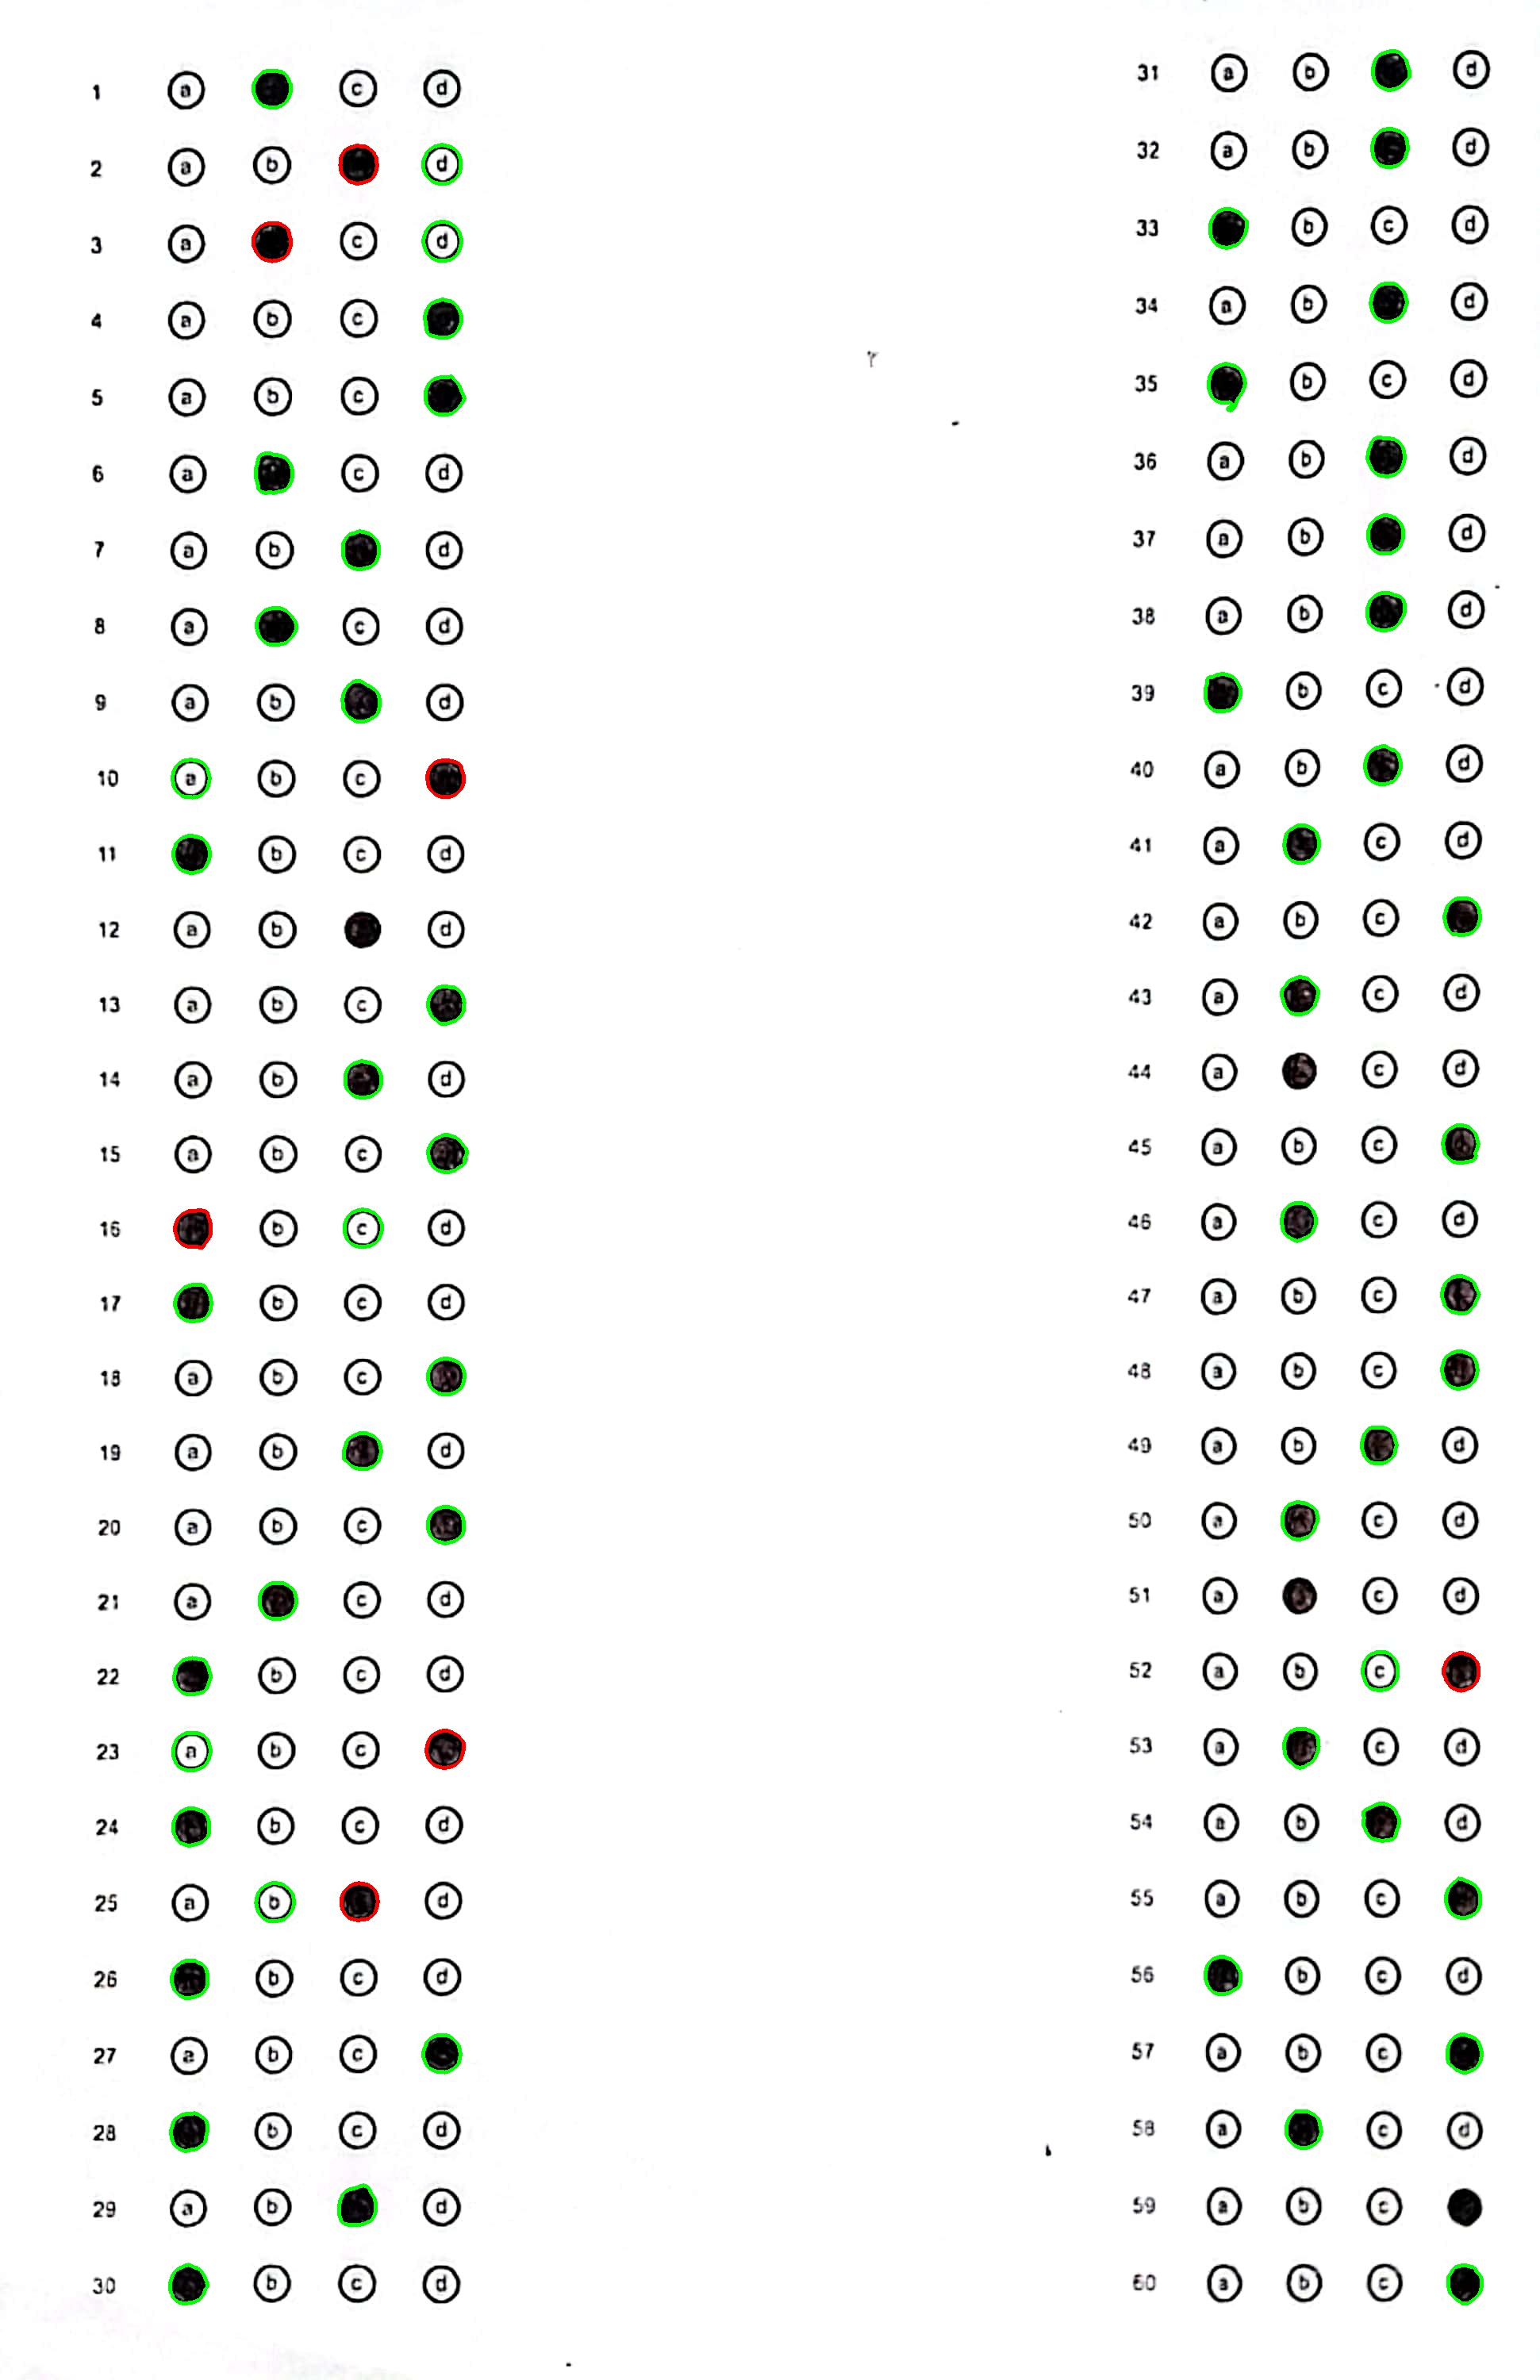 1 a c d
2 a b d
3 a c d
4 a b c
5 a b c
6 a c d
7 a b d
8 a c d
9 a b d
10 a b c
11 b c d
12 a b d
13 a b c
14 a b d
15 a b c
16 b c d
17 b c d
18 a b c
19 a b d
20 a b c
21 a c d
22 b c d
23 a b c
24 b c d
25 a b d
26 b c d
27 a b c
28 b c d
29 a b d
30 b c d
31 a b d
32 a b d
33 b c d
34 a b d
35 b c d
36 a b d
37 a b d
38 a b d
39 b c d
40 a b d
41 a c d
42 a b c
43 a c d
44 a c d
45 a b c
46 a c d
47 a b c
48 a b c
49 a b d
50 a c d
51 a c d
52 a b c
53 a c d
54 a b d
55 a b c
56 b c d
57 a b c
58 a c d
59 a b c
60 a b c